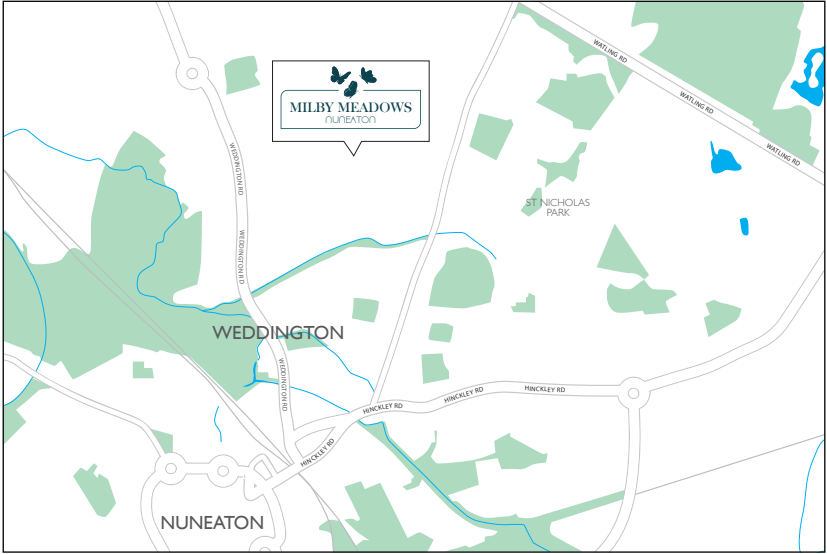 WATLING RD
WATLING RD
WATLING RD
MILBY MEADOWS
NUNEATON
WEDDINGTON RD
ST NICHOLAS
PARK
WEDDINGTON RD
WEDDINGTON
WEDDINGTON RD
HINCKLEY RD
HINCKLEY RD
HINCKLEY RD
HINCKLEY RD
NUNEATON